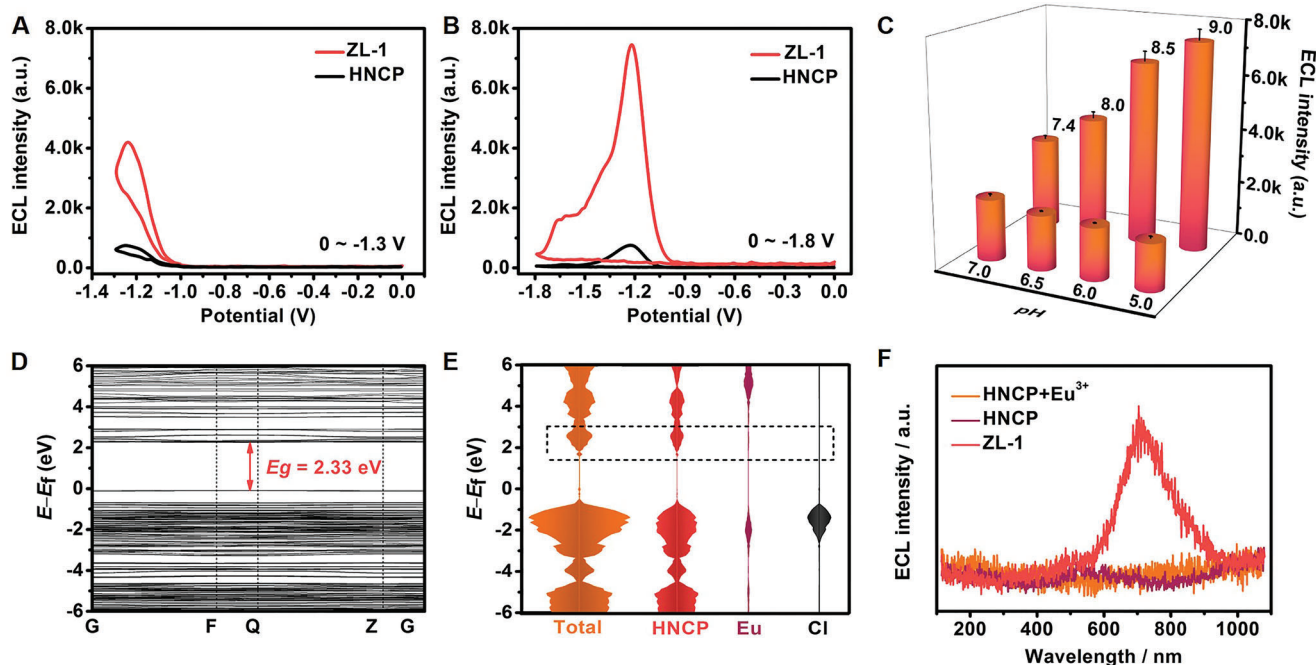 A
ECL intensity (a.u.)
8.0k
6.0k
4.0k
2.0k
0.0
ZL-1
HNCP
0 ~ -1.3 V
-1.4 -1.2 -1.0 -0.8 -0.6 -0.4 -0.2 0.0
Potential (V)
B
ECL intensity (a.u.)
8.0k
6.0k
4.0k
2.0k
0.0
ZL-1
HNCP
0 ~ -1.8 V
-1.8 -1.5 -1.2 -0.9 -0.6 -0.3 0.0
Potential (V)
C
7.4
8.0
8.5
9.0
7.0
6.5
6.0
5.0
pH
8.0k
6.0k
4.0k
2.0k
0.0
ECL intensity (a.u.)
D
E-Ef (eV)
6
4
2
0
-2
-4
-6
Eg = 2.33 eV
G F Q Z G
E
E-Ef (eV)
6
4
2
0
-2
-4
-6
Total HNCP Eu Cl
F
ECL intensity / a.u.
HNCP+Eu³⁺
HNCP
ZL-1
200 400 600 800 1000
Wavelength / nm